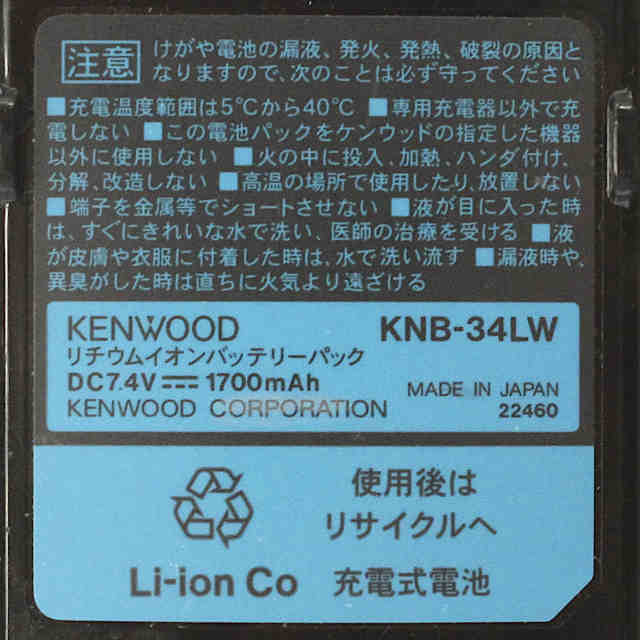 注意
けがや電池の漏液、発火、発熱、破裂の原因と
なりますので、次のことは必ず守ってください
■充電温度範囲は5℃から40℃ ■専用充電器以外で充
電しない ■この電池パックをケンウッドの指定した機器
以外に使用しない ■火の中に投入、加熱、ハンダ付け、
分解、改造しない ■高温の場所で使用したり、放置しない
■端子を金属等でショートさせない ■液が目に入った時
は、すぐにきれいな水で洗い、医師の治療を受ける ■液
が皮膚や衣服に付着した時は、水で洗い流す ■漏液時や、
異臭がした時は直ちに火気より遠ざける
KENWOOD KNB-34LW
リチウムイオンバッテリーパック
DC7.4V 1700mAh
MADE IN JAPAN
KENWOOD CORPORATION 22460
使用後は
リサイクルへ
Li-ion Co 充電式電池